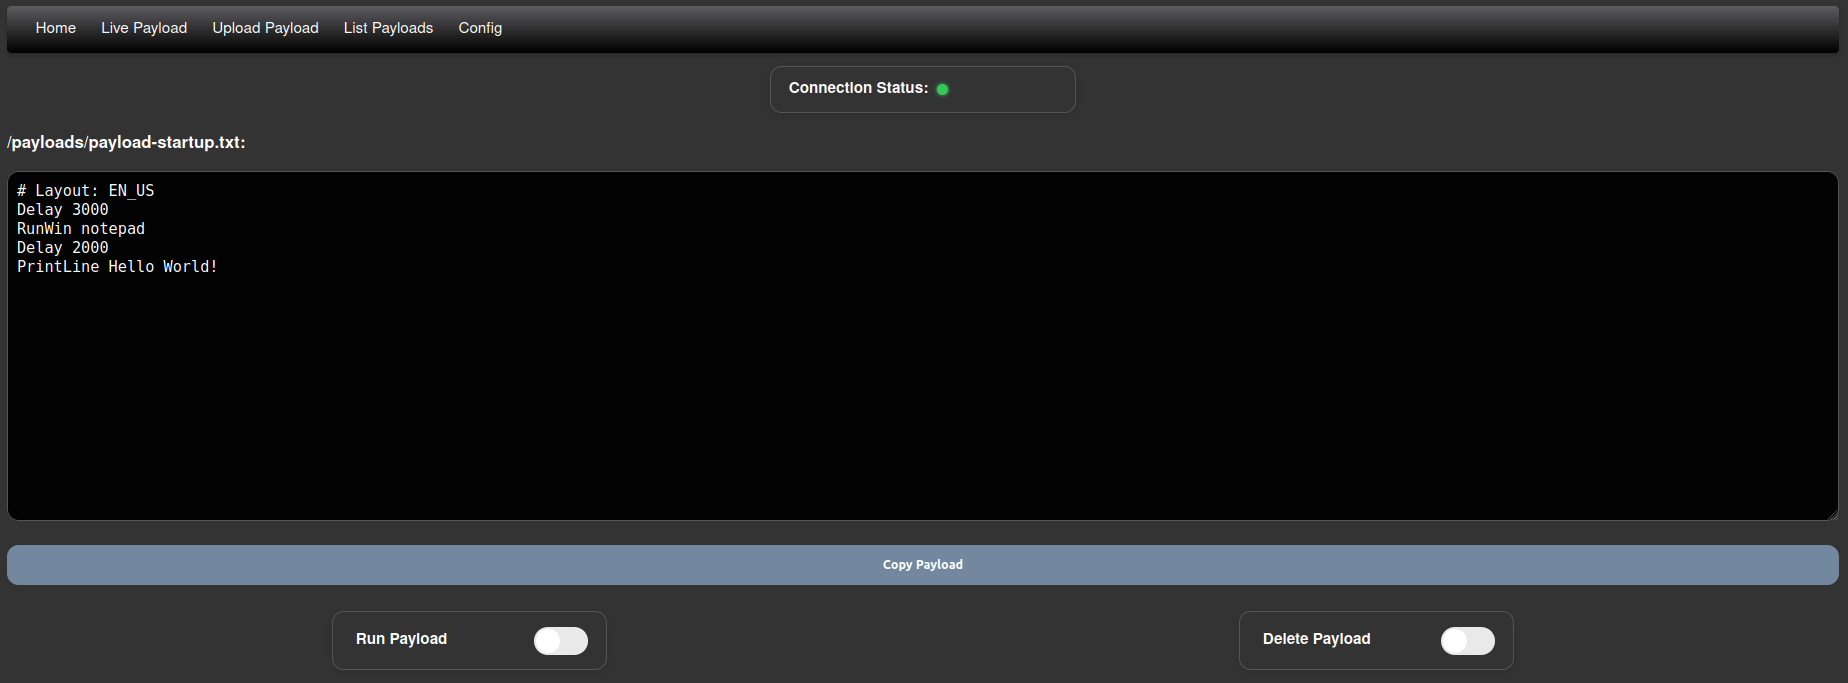 Home Live Payload Upload Payload List Payloads Config
Connection Status:
/payloads/payload-startup.txt:
# Layout: EN_US
Delay 3000
RunWin notepad
Delay 2000
PrintLine Hello World!
Copy Payload
Run Payload Delete Payload